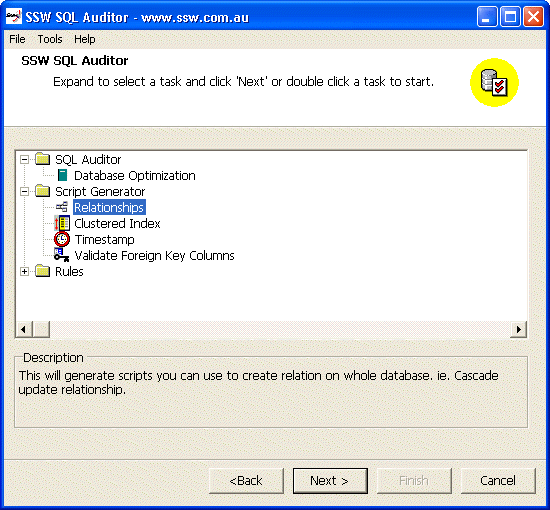 SSW SQL Auditor - www.ssw.com.au
File Tools Help
SSW SQL Auditor
Expand to select a task and click 'Next' or double click a task to start.
SQL Auditor
Database Optimization
Script Generator
Relationships
Clustered Index
Timestamp
Validate Foreign Key Columns
Rules
Description
This will generate scripts you can use to create relation on whole database. ie. Cascade
update relationship.
<Back Next > Finish Cancel